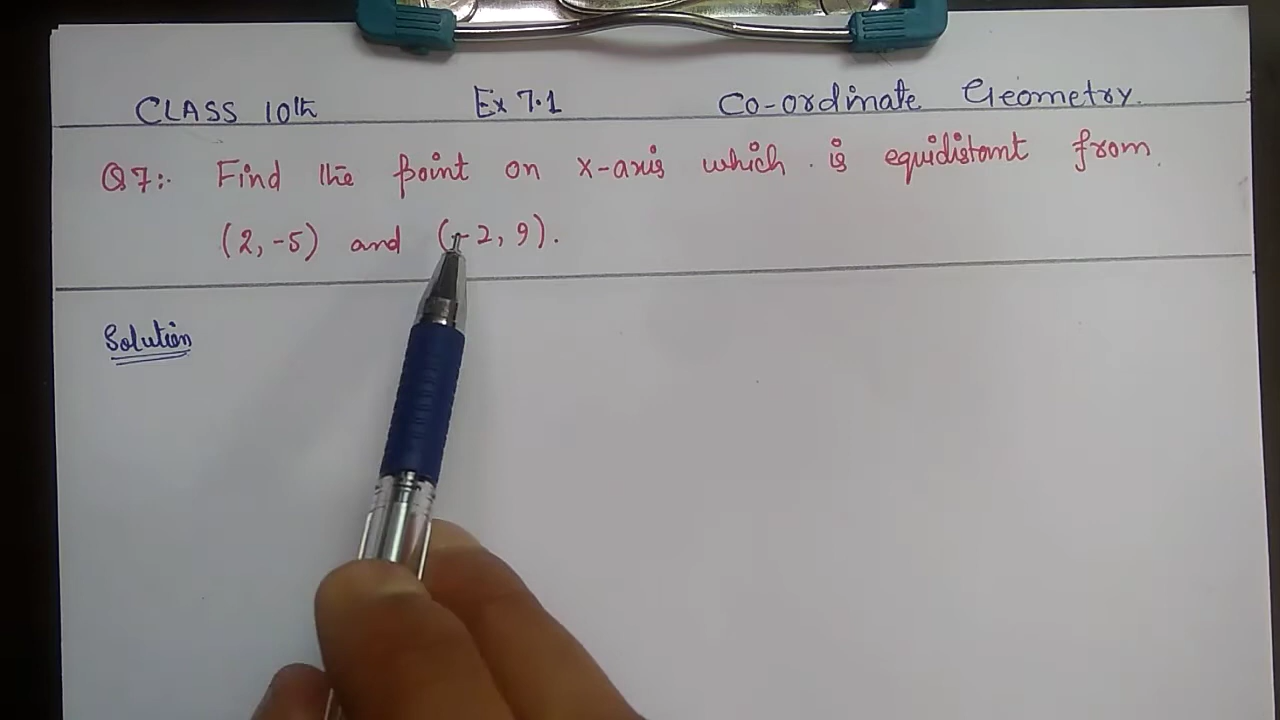 CLASS 10th Ex 7.1 Co-ordinate Geometry.
Q7:- Find the point on x-axis which is equidistant from
(2,-5) and (-2, 9).
Solution